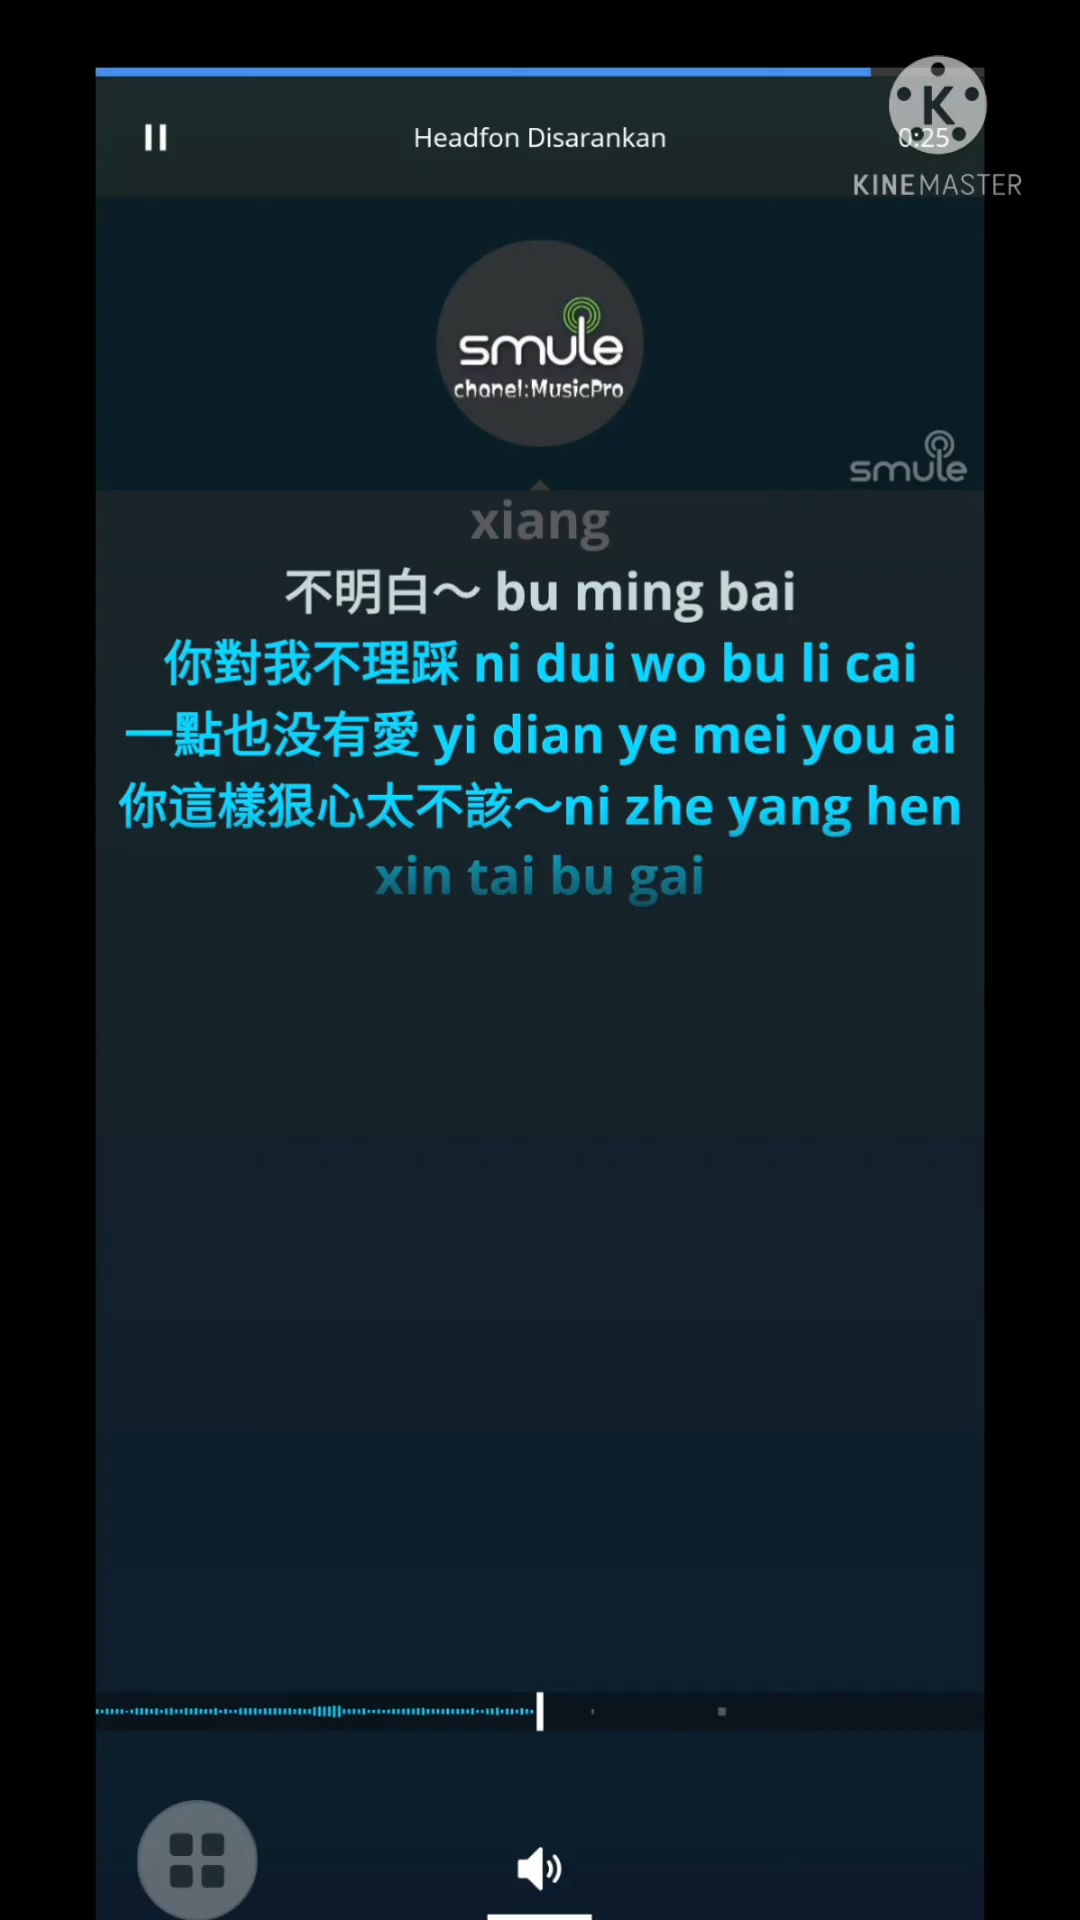 Headfon Disarankan
0:25
K
KINEMASTER
smule
chanel:MusicPro
smule
xiang
不明白～ bu ming bai
你對我不理踩 ni dui wo bu li cai
一點也没有愛 yi dian ye mei you ai
你這樣狠心太不該～ni zhe yang hen
xin tai bu gai